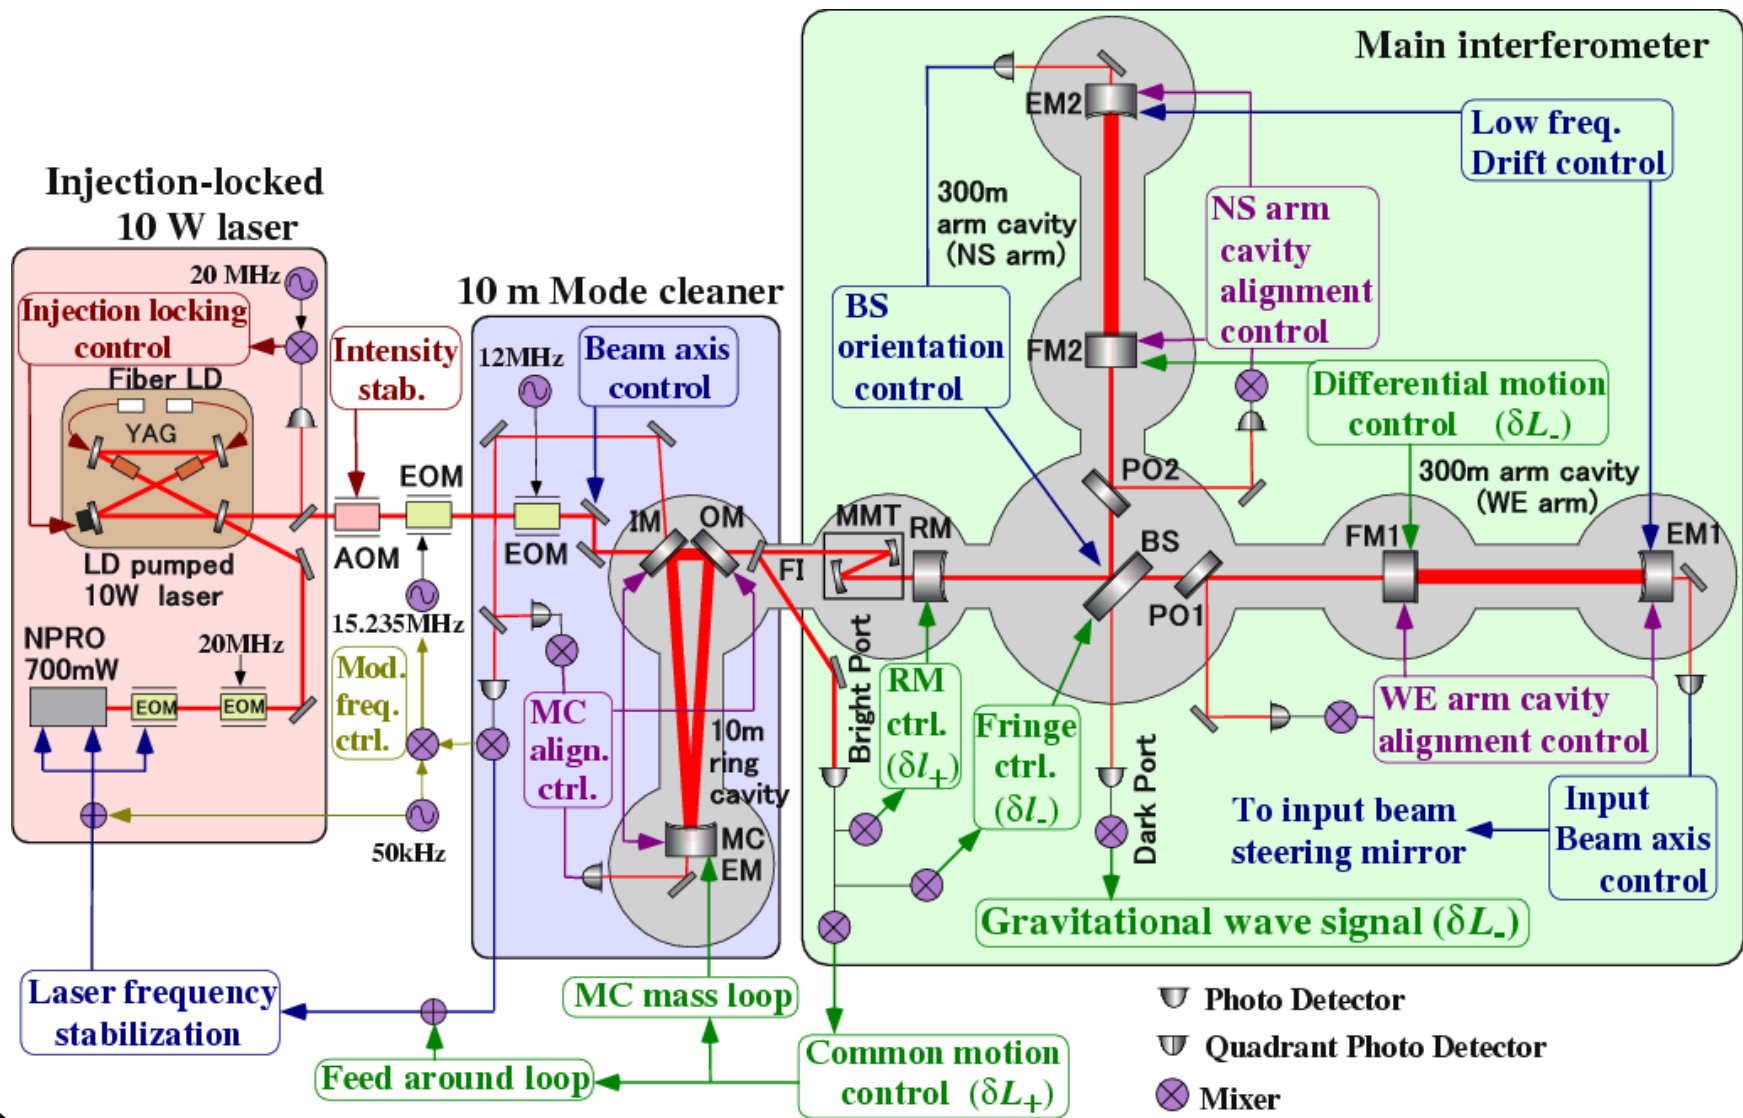 Main interferometer
EM2
Low freq.
Drift control
300m
arm cavity
(NS arm)
NS arm
cavity
alignment
control
Injection-locked
10 W laser
20 MHz
Injection locking
control
Fiber LD
YAG
LD pumped
10W laser
NPRO
700mW
20MHz
EOM
EOM
Intensity
stab.
AOM
EOM
15.235MHz
Mod.
freq.
ctrl.
50kHz
10 m Mode cleaner
12MHz
EOM
Beam axis
control
IM
OM
MC
align.
ctrl.
10m
ring
cavity
MC
EM
BS
orientation
control
FM2
Differential motion
control (δL-)
300m arm cavity
(WE arm)
PO2
MMT
RM
FI
BS
PO1
FM1
EM1
Bright Port
RM
ctrl.
(δl+)
Fringe
ctrl.
(δl-)
Dark Port
WE arm cavity
alignment control
To input beam
steering mirror
Input
Beam axis
control
Gravitational wave signal (δL-)
Laser frequency
stabilization
MC mass loop
Feed around loop
Common motion
control (δL+)
Photo Detector
Quadrant Photo Detector
Mixer